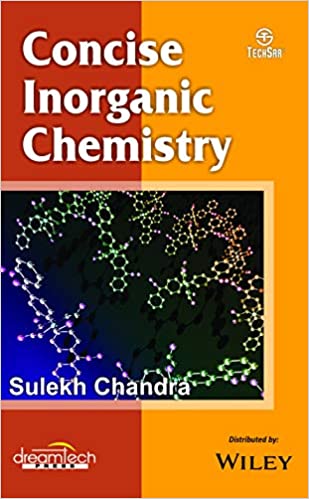 TECHSAR
Concise
Inorganic
Chemistry
Sulekh Chandra
dreamtech
PRESS
Distributed by:
WILEY